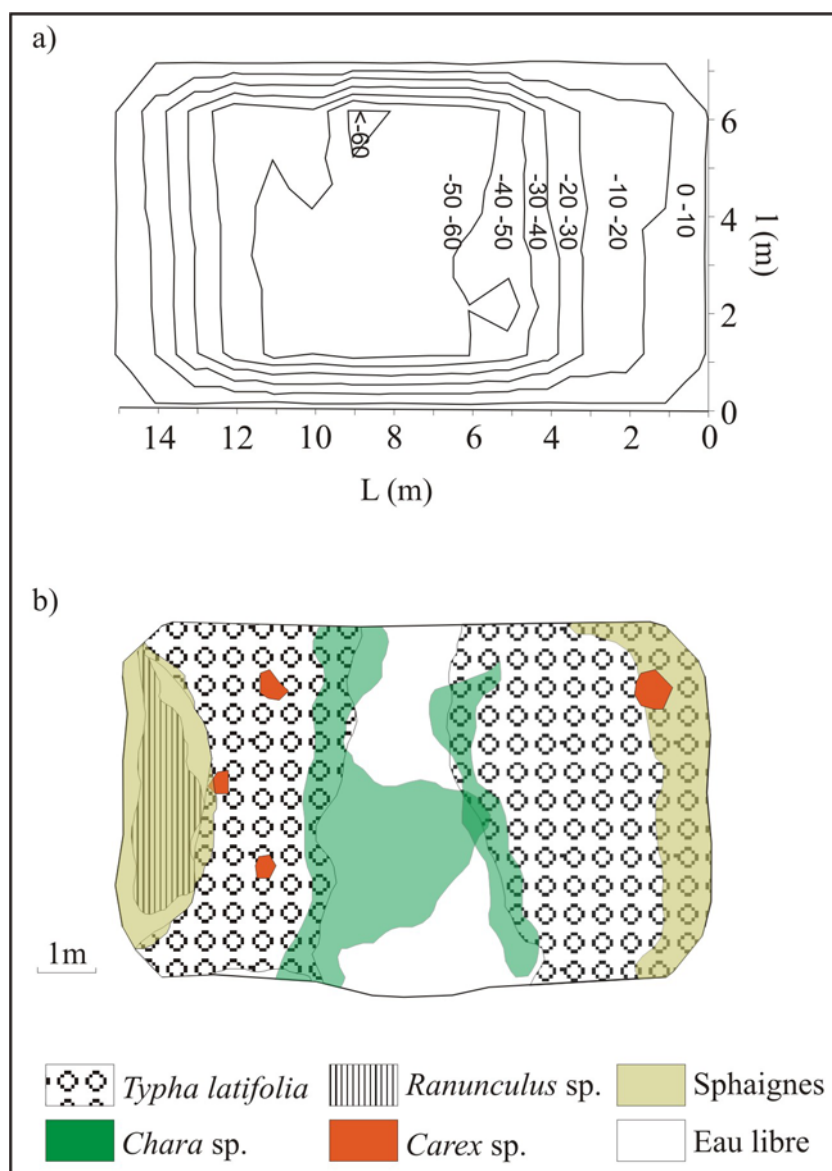 a)
<-60
-50 -60
-40 -50
-30 -40
-20 -30
-10 -20
0 -10
6
4
2
0
l (m)
14 12 10 8 6 4 2 0
L (m)
b)
1m
Typha latifolia
Ranunculus sp.
Sphaignes
Chara sp.
Carex sp.
Eau libre